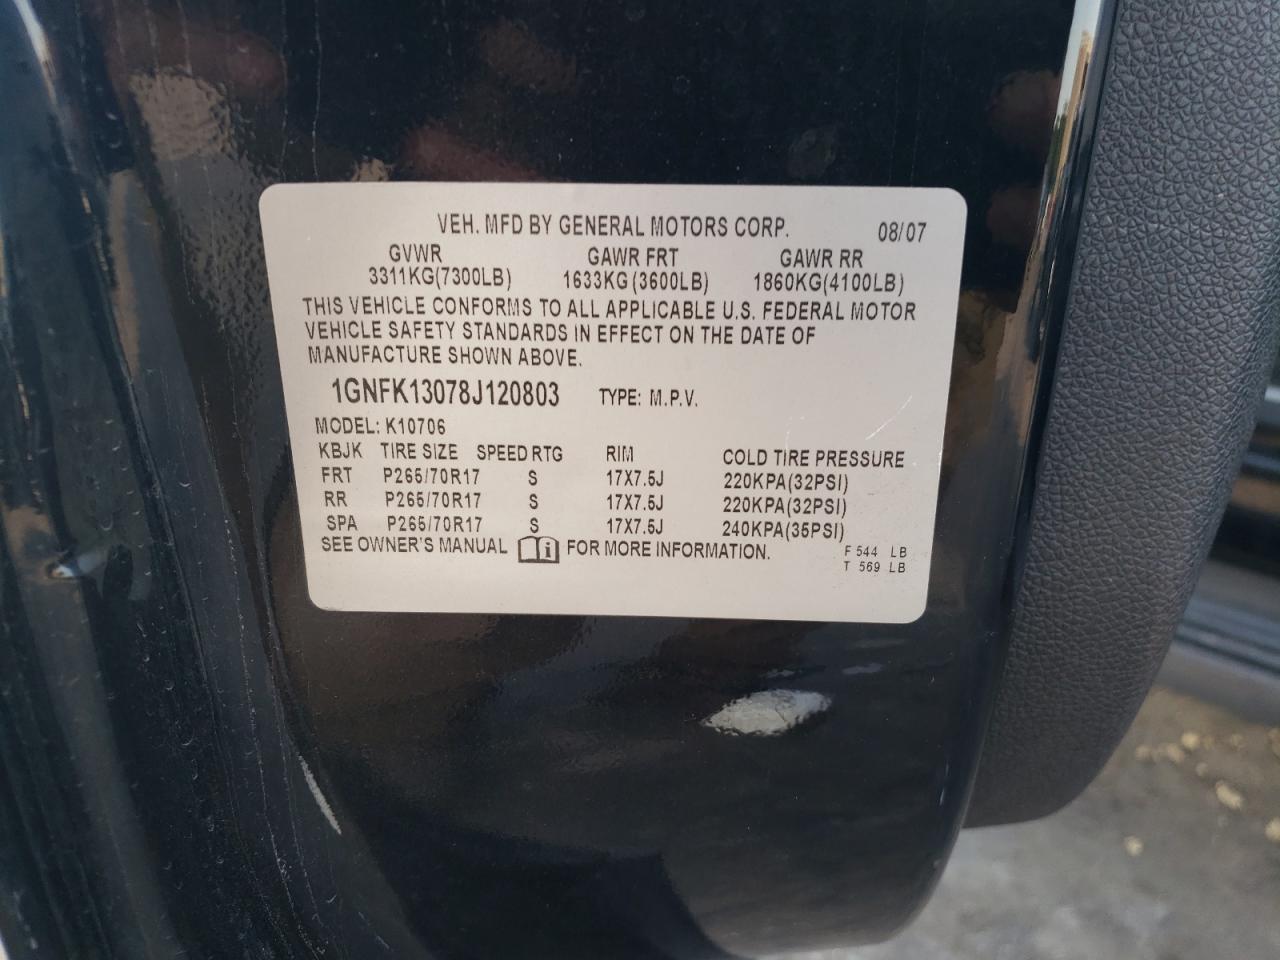 VEH. MFD BY GENERAL MOTORS CORP. 08/07
GVWR GAWR FRT GAWR RR
3311KG(7300LB) 1633KG(3600LB) 1860KG(4100LB)
THIS VEHICLE CONFORMS TO ALL APPLICABLE U.S. FEDERAL MOTOR
VEHICLE SAFETY STANDARDS IN EFFECT ON THE DATE OF
MANUFACTURE SHOWN ABOVE.
1GNFK13078J120803 TYPE: M.P.V.
MODEL: K10706
KBJK TIRE SIZE SPEED RTG RIM COLD TIRE PRESSURE
FRT P265/70R17 S 17X7.5J 220KPA(32PSI)
RR P265/70R17 S 17X7.5J 220KPA(32PSI)
SPA P265/70R17 S 17X7.5J 240KPA(35PSI)
SEE OWNER'S MANUAL i FOR MORE INFORMATION.
F 544 LB
T 569 LB